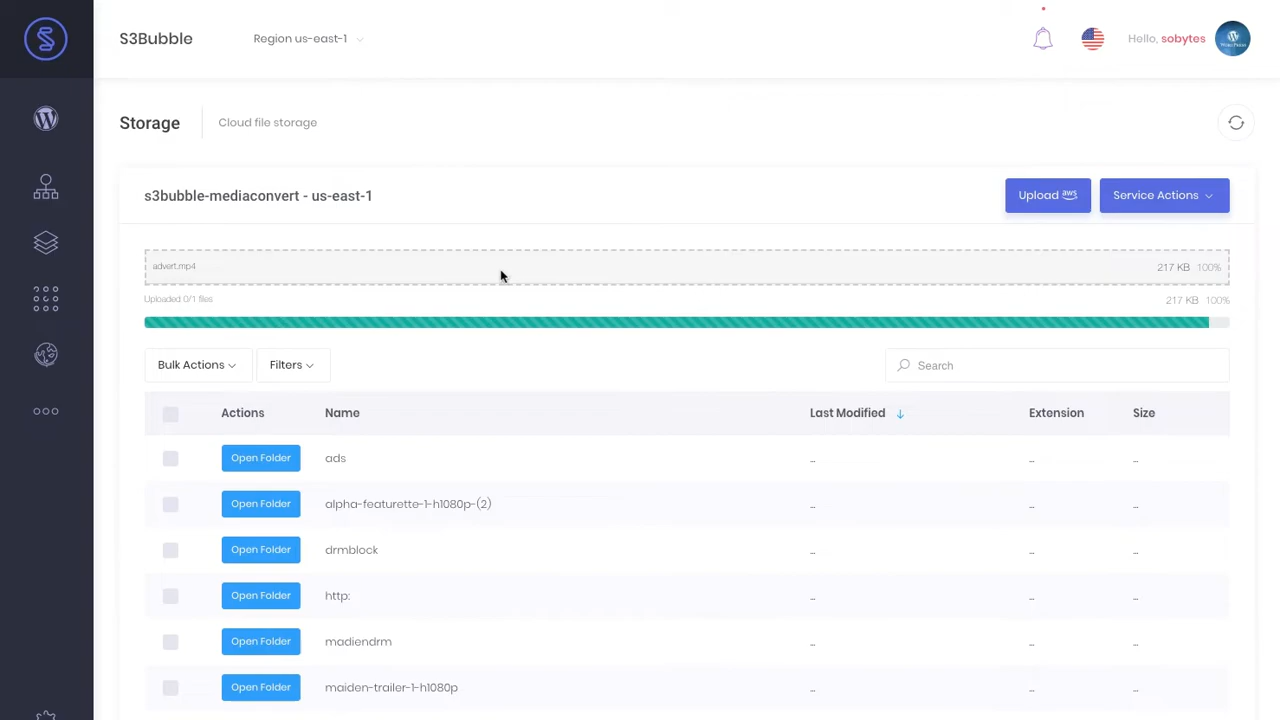 S3Bubble
Region us-east-1
Hello, sobytes
Storage
Cloud file storage
s3bubble-mediaconvert - us-east-1
Upload aws
Service Actions
advert.mp4
217 KB 100%
Uploaded 0/1 files
217 KB 100%
Bulk Actions
Filters
Search
Actions Name Last Modified Extension Size
Open Folder ads -- -- --
Open Folder alpha-featurette-1-h1080p-(2) -- -- --
Open Folder drmblock -- -- --
Open Folder http: -- -- --
Open Folder madiendrm -- -- --
Open Folder maiden-trailer-1-h1080p -- -- --